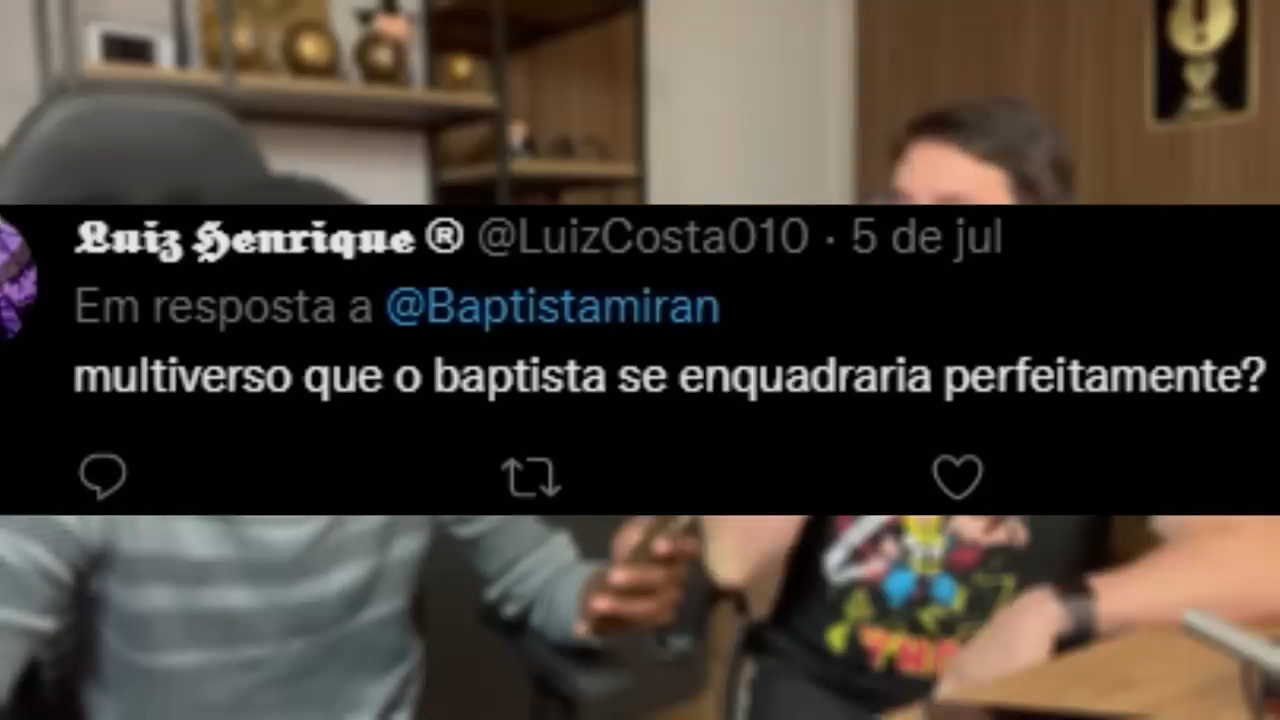 Luiz Henrique ® @LuizCosta010 · 5 de jul
Em resposta a @Baptistamiran
multiverso que o baptista se enquadraria perfeitamente?